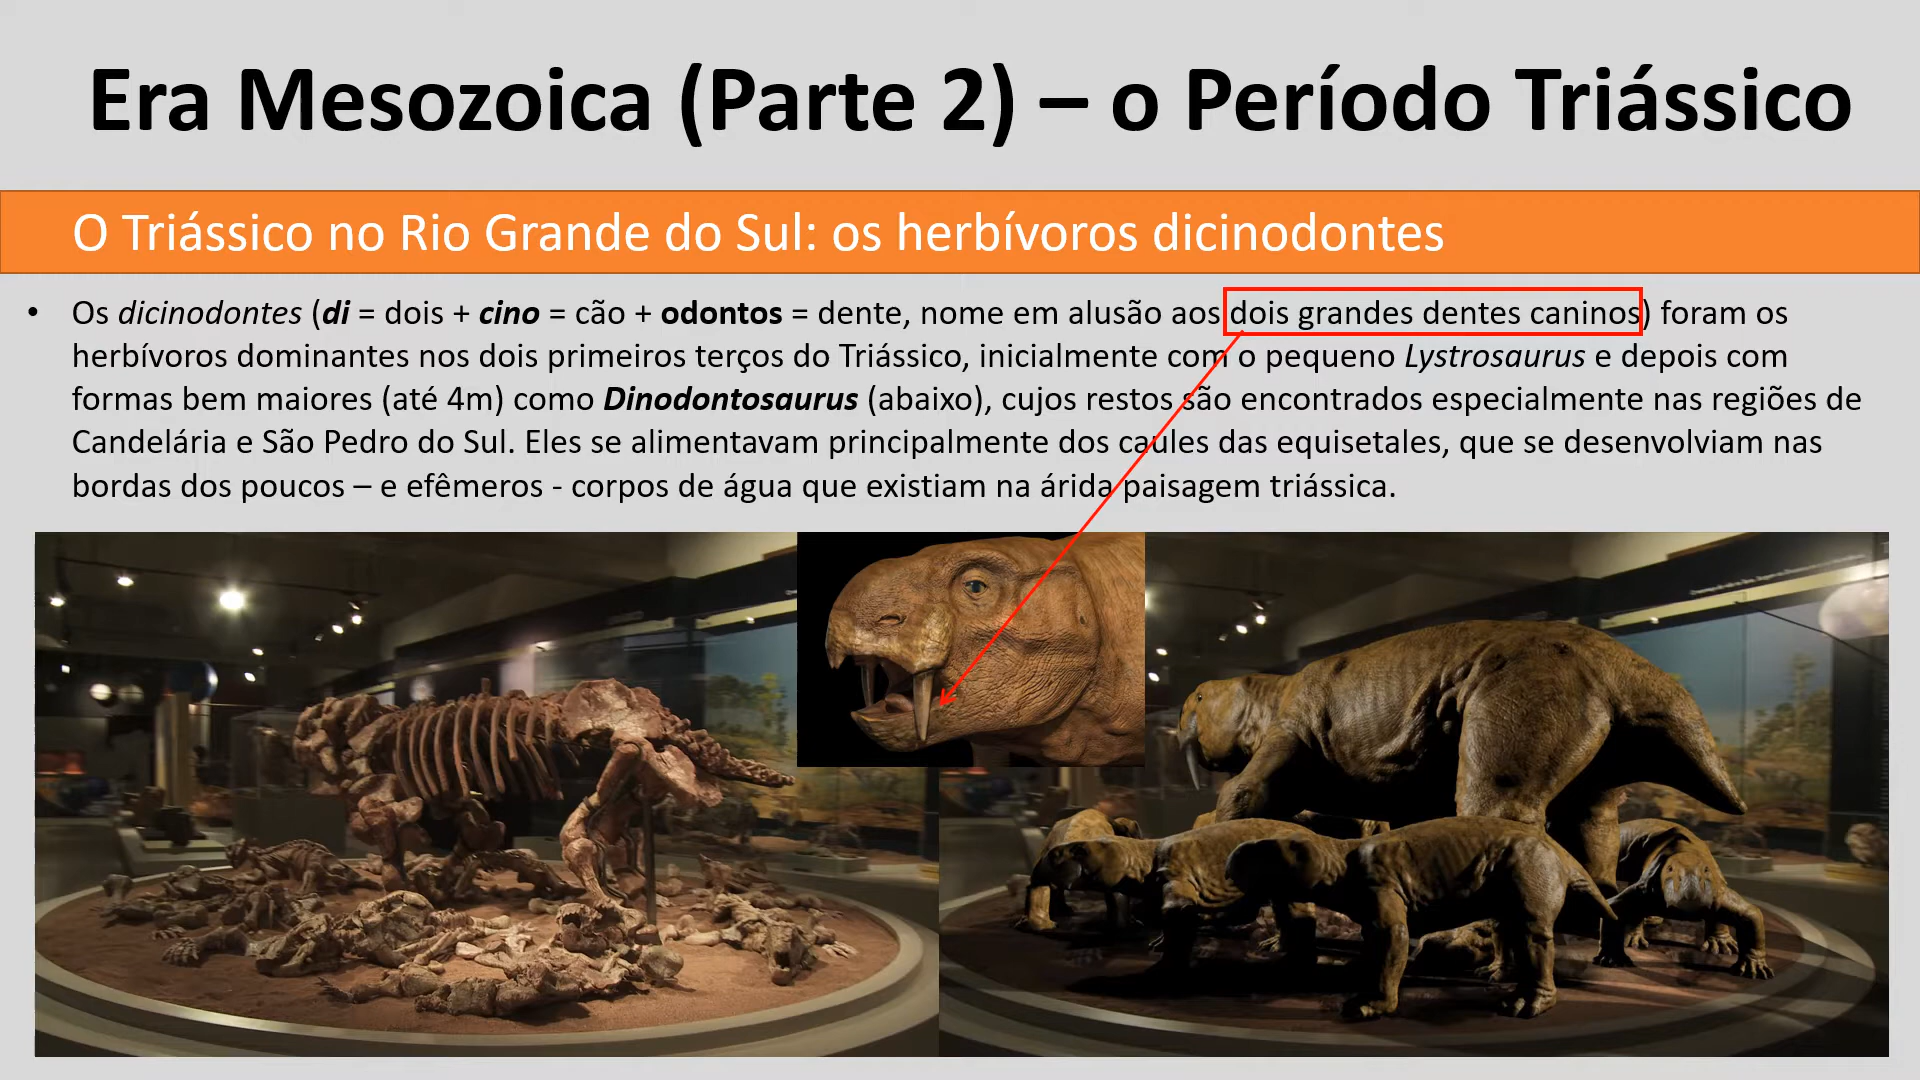 Era Mesozoica (Parte 2) – o Período Triássico
O Triássico no Rio Grande do Sul: os herbívoros dicinodontes
• Os dicinodontes (di = dois + cino = cão + odontos = dente, nome em alusão aos dois grandes dentes caninos) foram os
herbívoros dominantes nos dois primeiros terços do Triássico, inicialmente com o pequeno Lystrosaurus e depois com
formas bem maiores (até 4m) como Dinodontosaurus (abaixo), cujos restos são encontrados especialmente nas regiões de
Candelária e São Pedro do Sul. Eles se alimentavam principalmente dos caules das equisetales, que se desenvolviam nas
bordas dos poucos – e efêmeros - corpos de água que existiam na árida paisagem triássica.